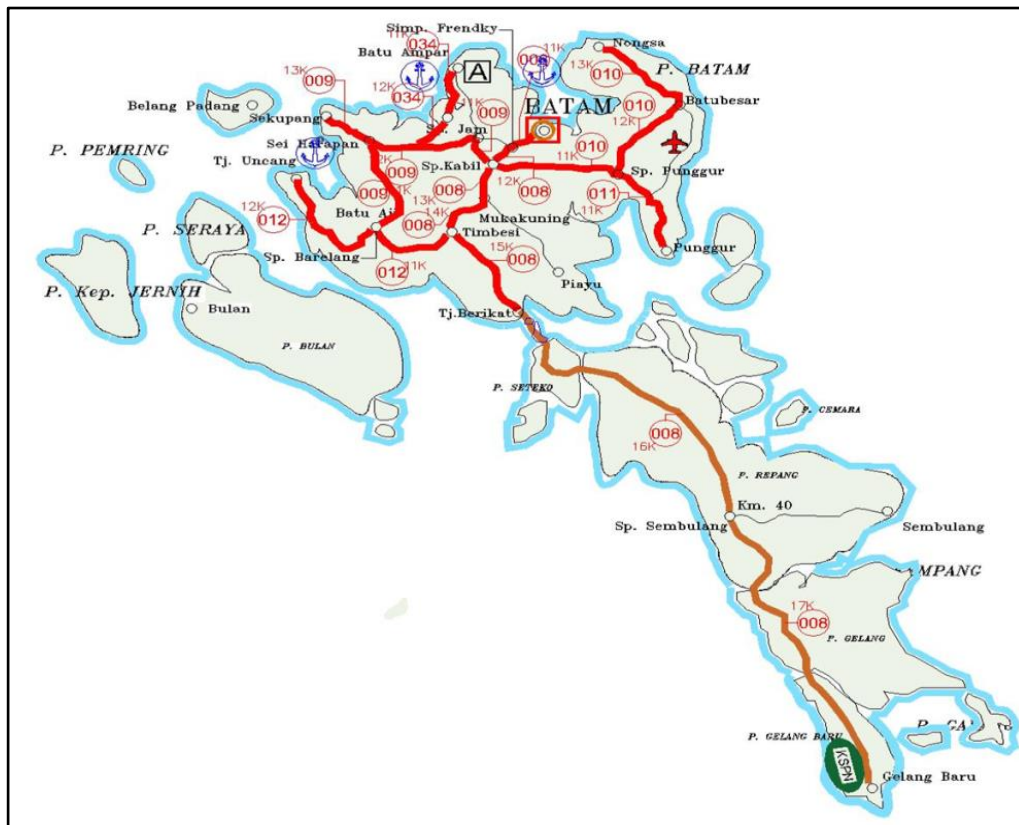 Simp. Frendky
11K
034
Batu Ampar
A
11K
008
Nongsa
P. BATAM
13K
010
13K
009
12K
034
11K
009
BATAM
010
12K
Batubesar
Belang Padang
Sekupang
Sei Harapan
009
Sp.Kabil
010
11K
P. PEMRING
Tj. Uncang
009
008
12K
008
Sp. Punggur
011
11K
12K
012
Batu Ai
13K
14K
008
Mukakuning
Timbesi
Punggur
P. SERAYA
Sp. Barelang
012
11K
15K
008
Piayu
P. Kep. JERNIH
Bulan
Tj.Berikat
P. BULAN
P. SETEKO
P. CEMARA
008
16K
P. REPANG
Km. 40
Sp. Sembulang
Sembulang
MPANG
17K
008
P. GELANG
P. GELANG BARU
KSPN
Gelang Baru